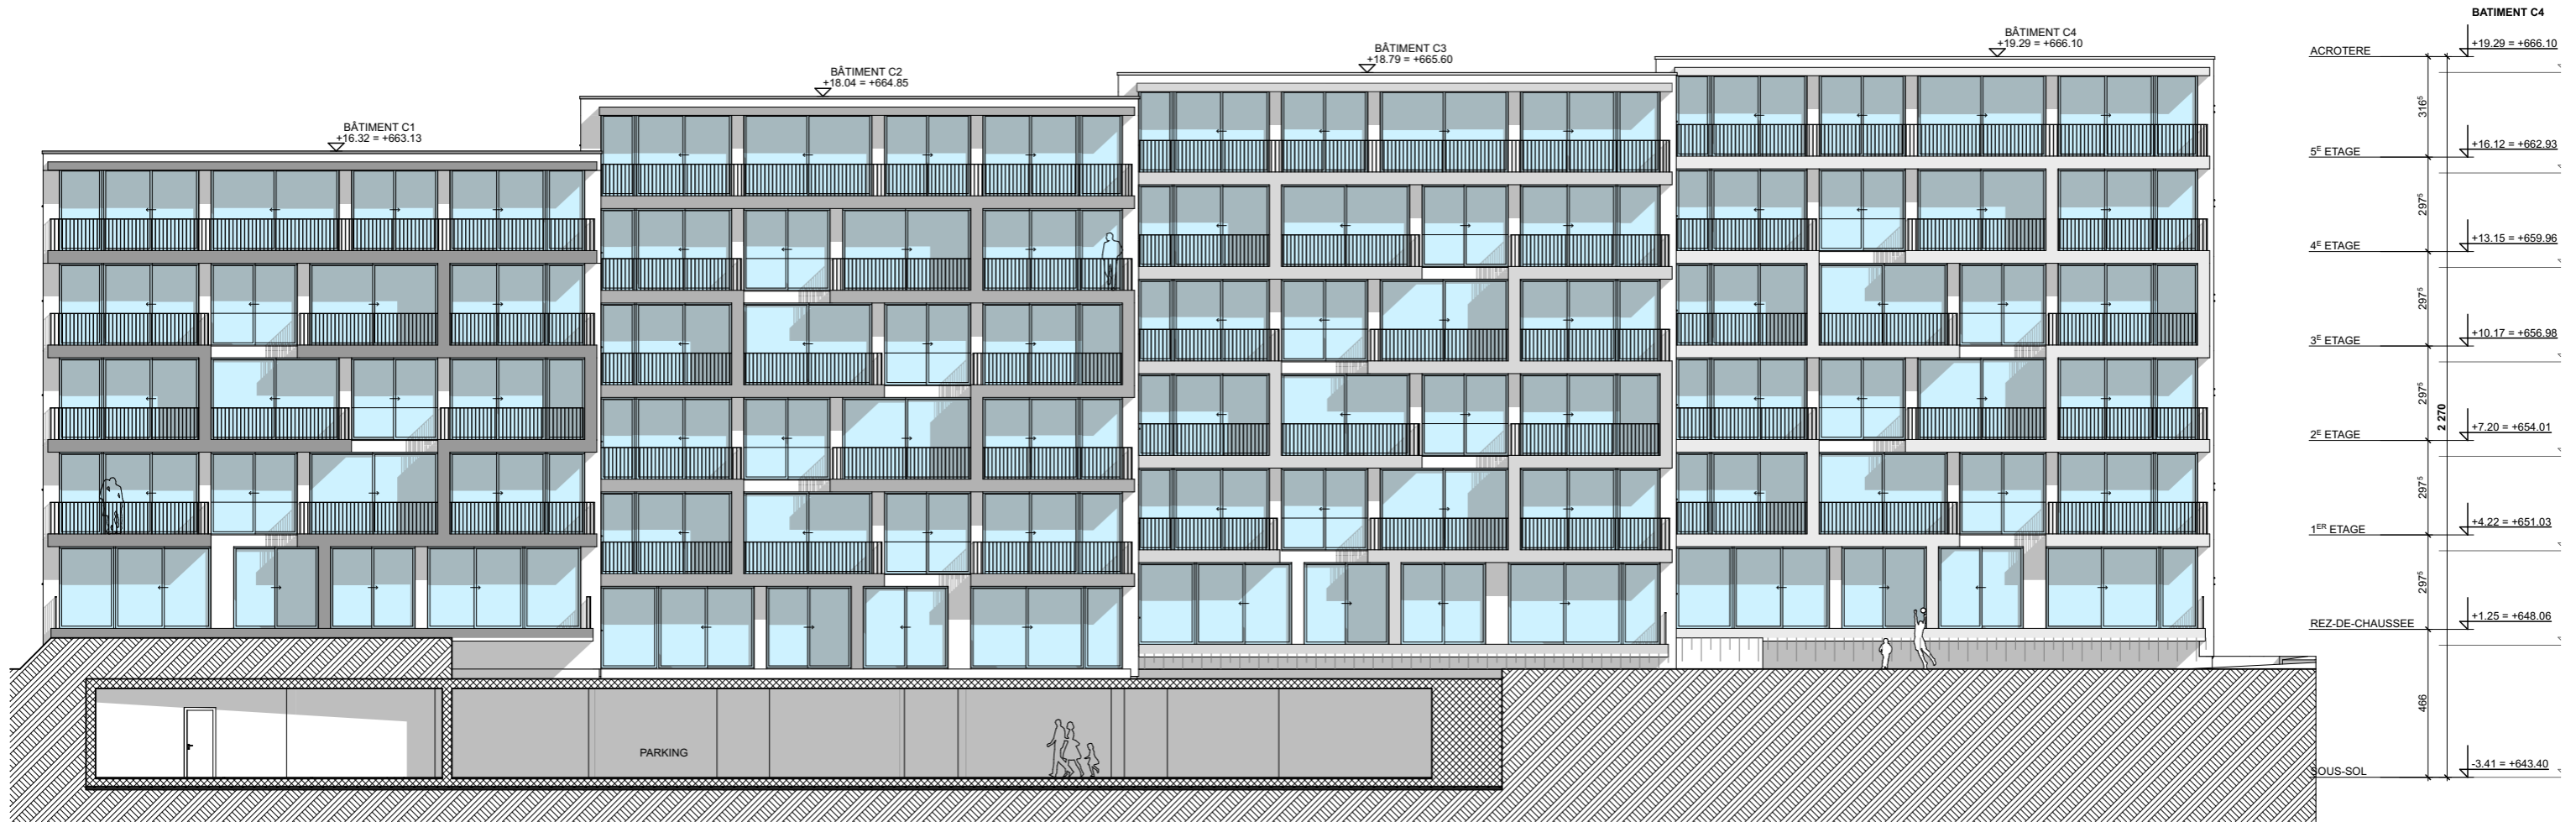 BATIMENT C4
BÂTIMENT C1
+16.32 = +663.13
BÂTIMENT C2
+18.04 = +664.85
BÂTIMENT C3
+18.79 = +665.60
BÂTIMENT C4
+19.29 = +666.10
ACROTERE
+19.29 = +666.10
316⁵
5ᴱ ETAGE
+16.12 = +662.93
297⁵
4ᴱ ETAGE
+13.15 = +659.96
297⁵
3ᴱ ETAGE
+10.17 = +656.98
297⁵
2 270
2ᴱ ETAGE
+7.20 = +654.01
297⁵
1ᴱᴿ ETAGE
+4.22 = +651.03
297⁵
REZ-DE-CHAUSSEE
+1.25 = +648.06
466
PARKING
SOUS-SOL
-3.41 = +643.40